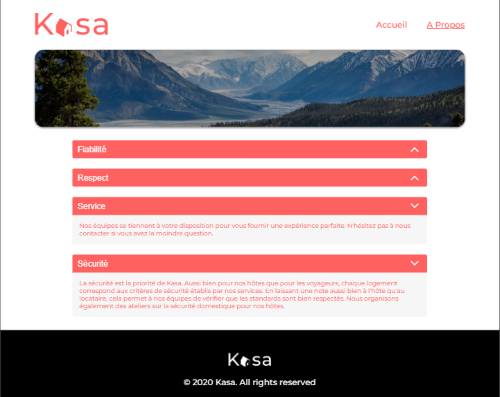 Kasa
Accueil
A Propos
Fiabilité
Respect
Service
Nos équipes se tiennent à votre disposition pour vous fournir une expérience parfaite. N'hésitez pas à nous
contacter si vous avez la moindre question.
Sécurité
La sécurité est la priorité de Kasa. Aussi bien pour nos hôtes que pour les voyageurs, chaque logement
correspond aux critères de sécurité établis par nos services. En laissant une note aussi bien à l'hôte qu'au
locataire, cela permet à nos équipes de vérifier que les standards sont bien respectés. Nous organisons
également des ateliers sur la sécurité domestique pour nos hôtes.
Kasa
© 2020 Kasa. All rights reserved